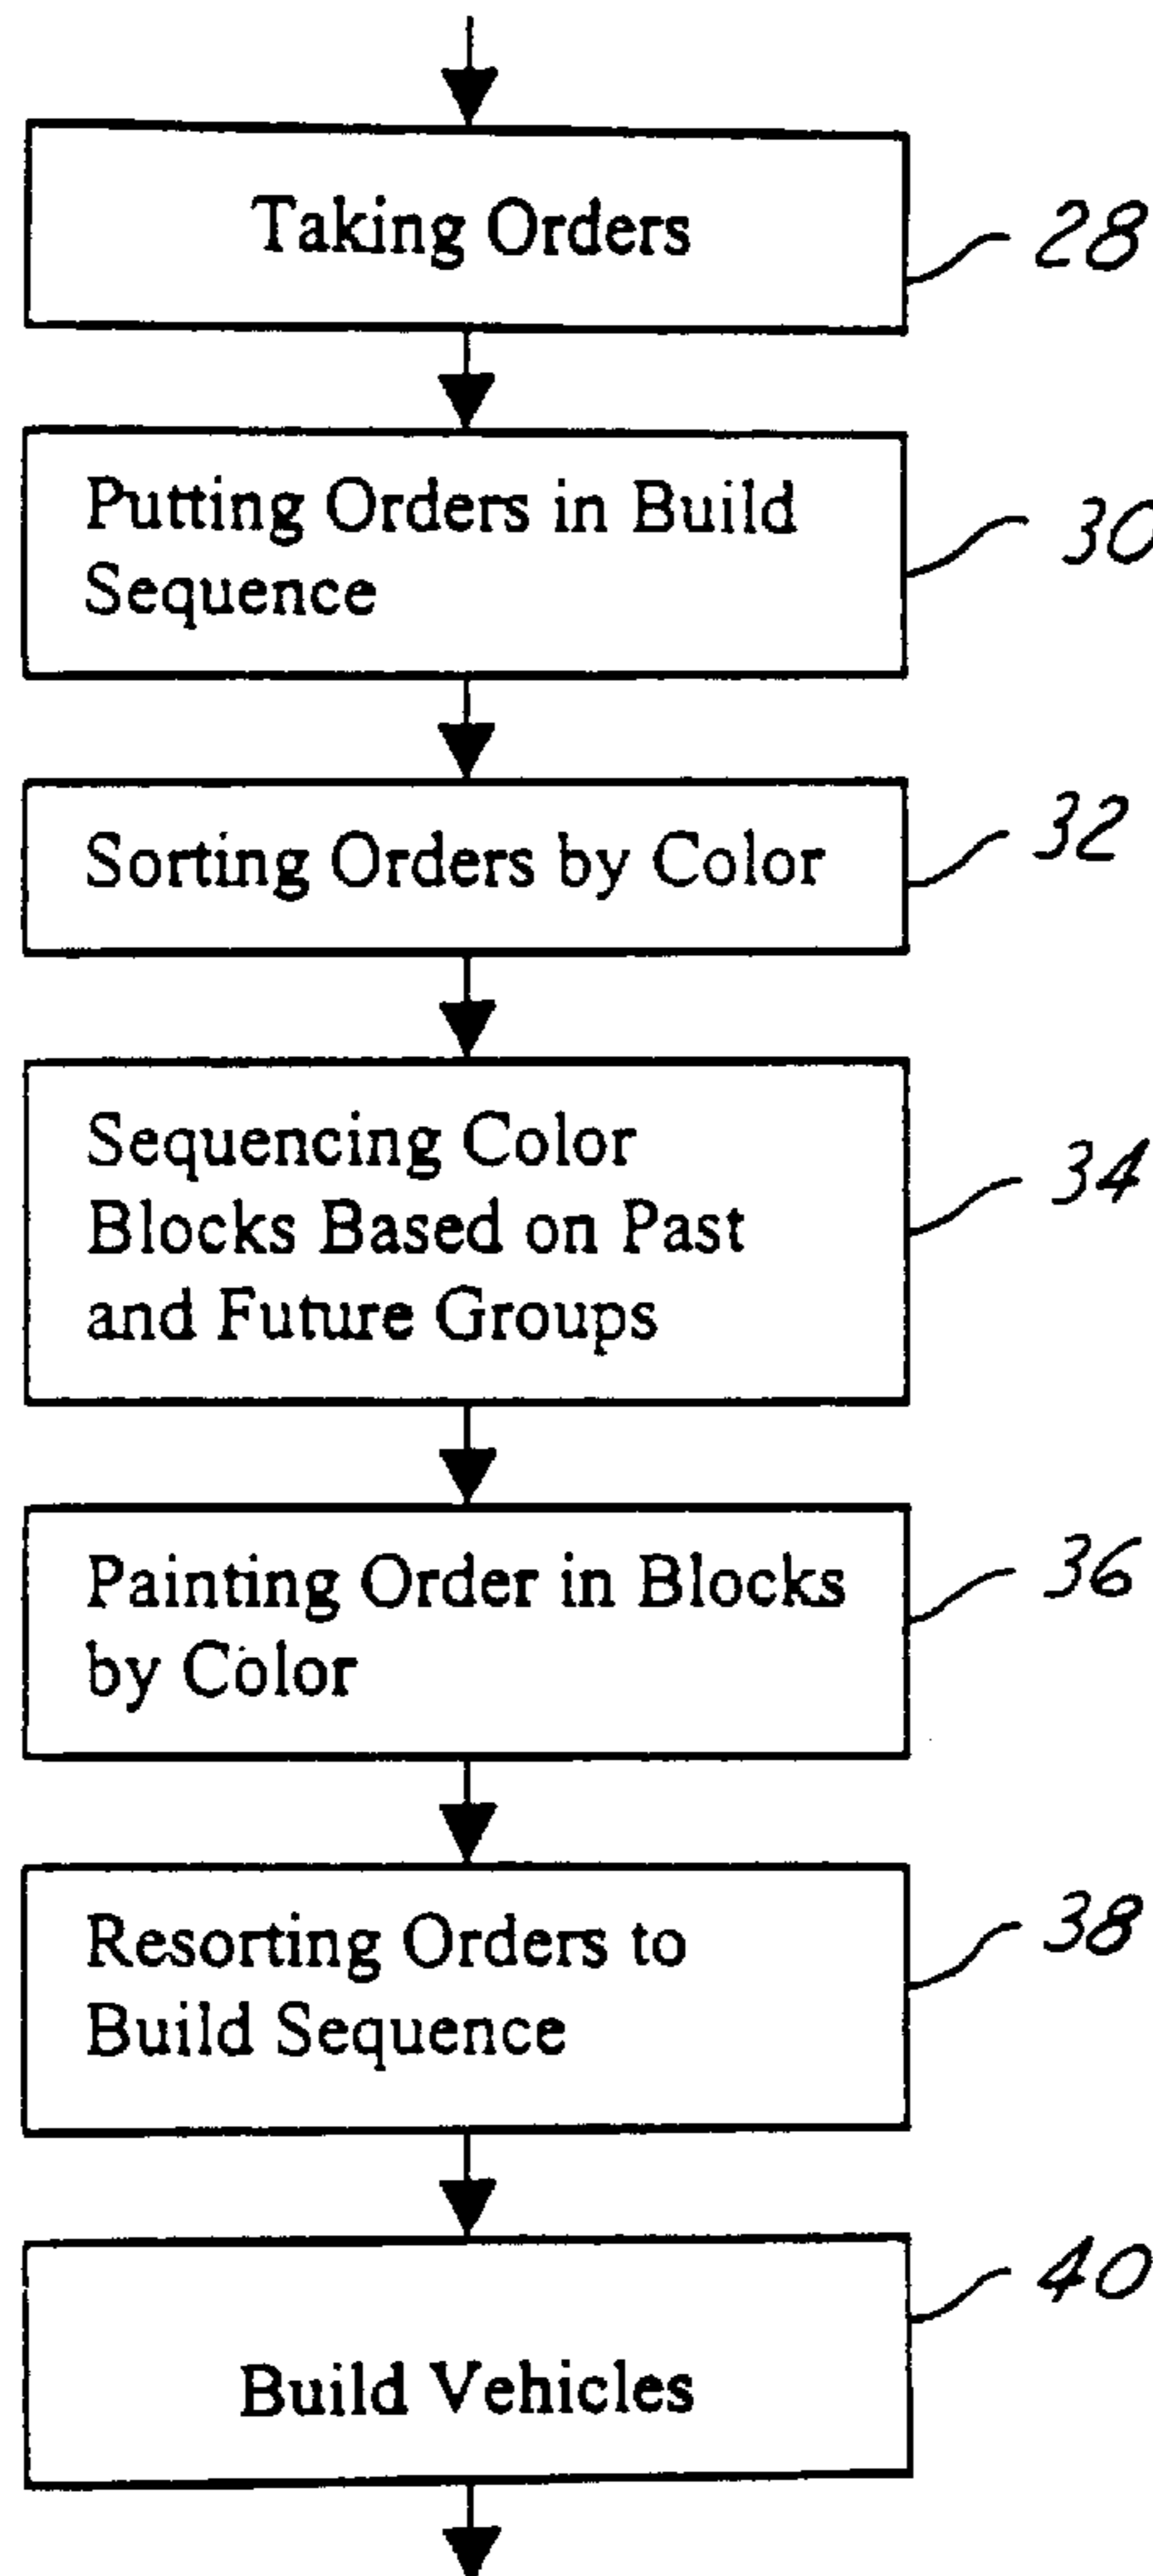 Taking Orders
28
Putting Orders in Build
Sequence
30
Sorting Orders by Color
32
Sequencing Color
Blocks Based on Past
and Future Groups
34
Painting Order in Blocks
by Color
36
Resorting Orders to
Build Sequence
38
Build Vehicles
40